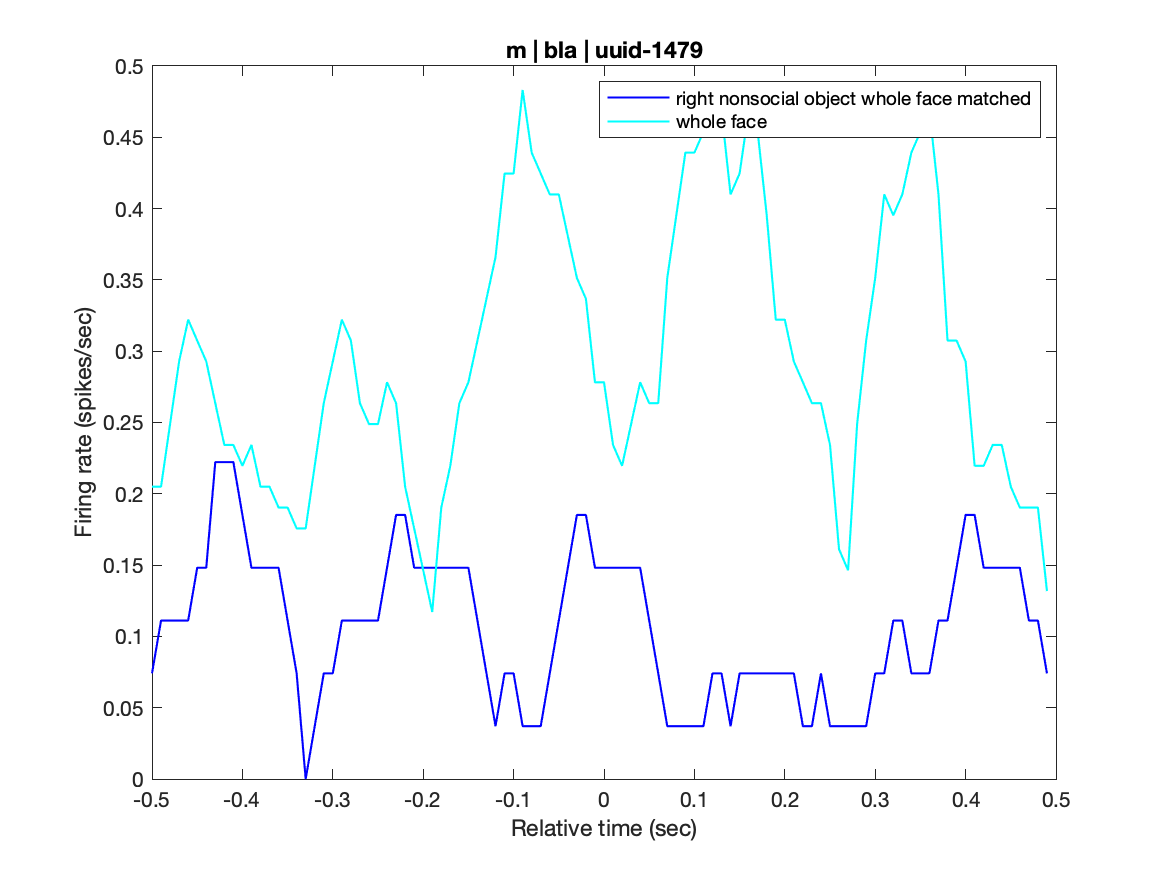 m | bla | uuid-1479
right nonsocial object whole face matched
whole face
Firing rate (spikes/sec)
0.5
0.45
0.4
0.35
0.3
0.25
0.2
0.15
0.1
0.05
0
-0.5 -0.4 -0.3 -0.2 -0.1 0 0.1 0.2 0.3 0.4 0.5
Relative time (sec)